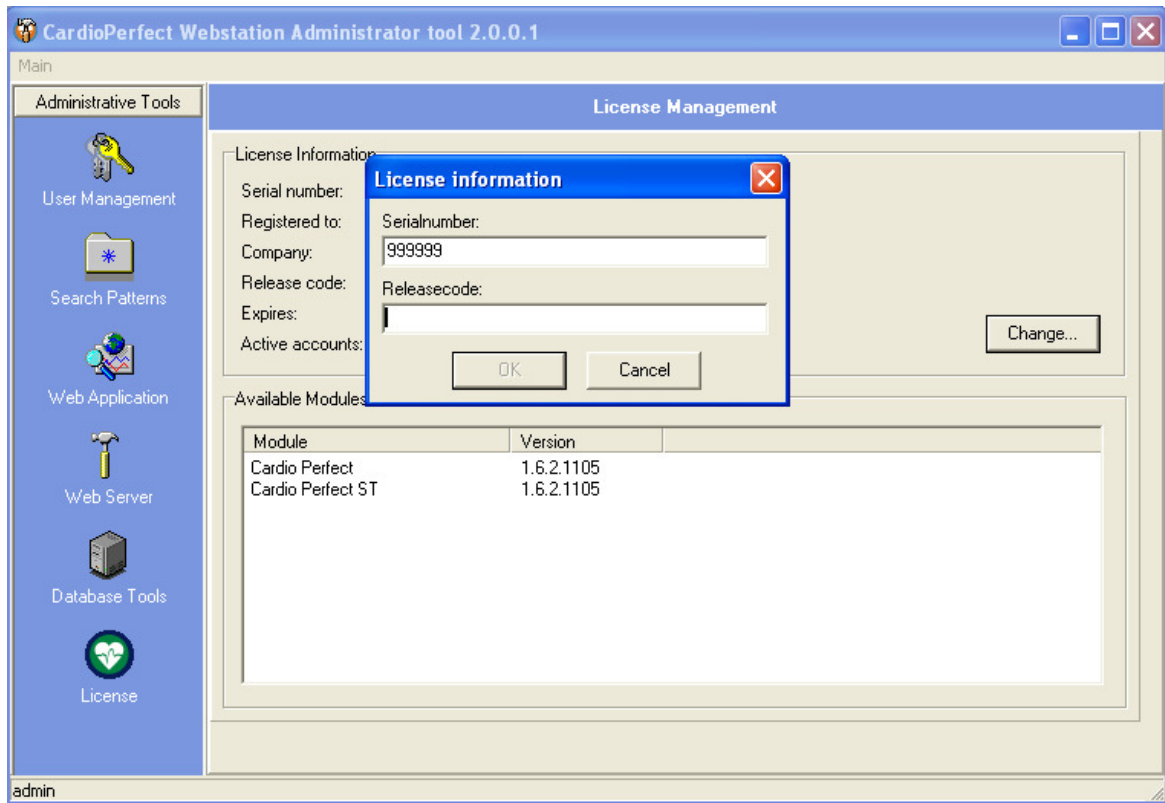 CardioPerfect Webstation Administrator tool 2.0.0.1
Main
Administrative Tools
User Management
Search Patterns
Web Application
Web Server
Database Tools
License
License Management
License Information
Serial number:
Registered to:
Company:
Release code:
Expires:
Active accounts:
Change...
License information
Serialnumber:
999999
Releasecode:
OK Cancel
Available Modules
Module Version
Cardio Perfect 1.6.2.1105
Cardio Perfect ST 1.6.2.1105
admin